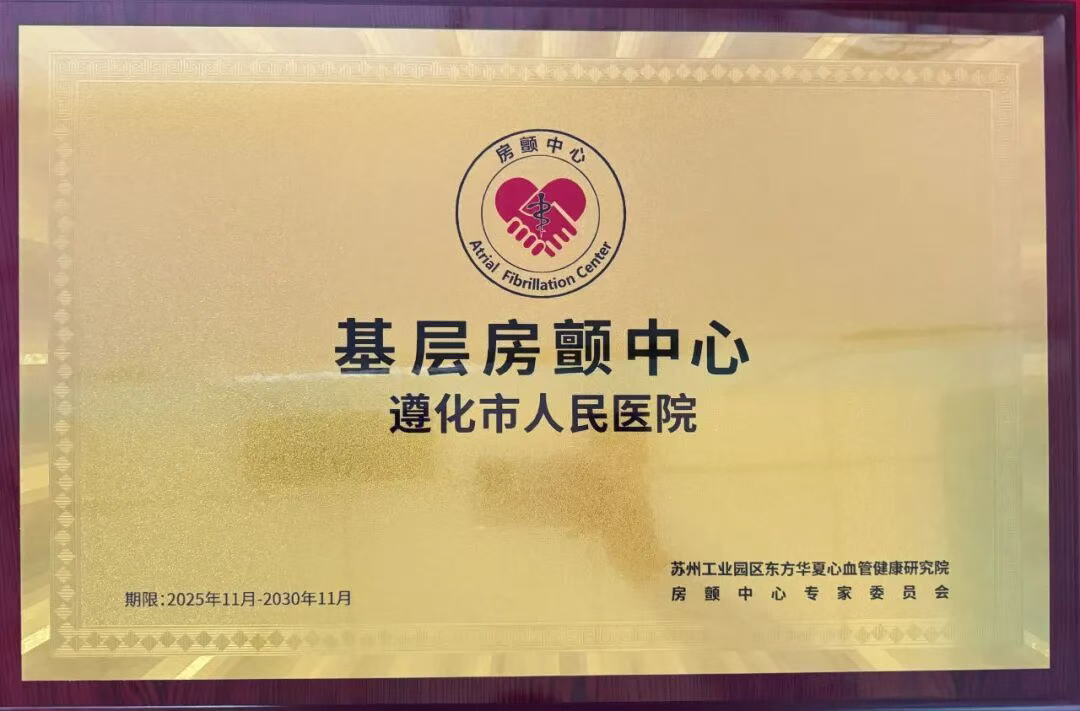 房颤中心
Atrial Fibrillation Center
基层房颤中心
遵化市人民医院
苏州工业园区东方华夏心血管健康研究院
房颤中心专家委员会
期限:2025年11月-2030年11月